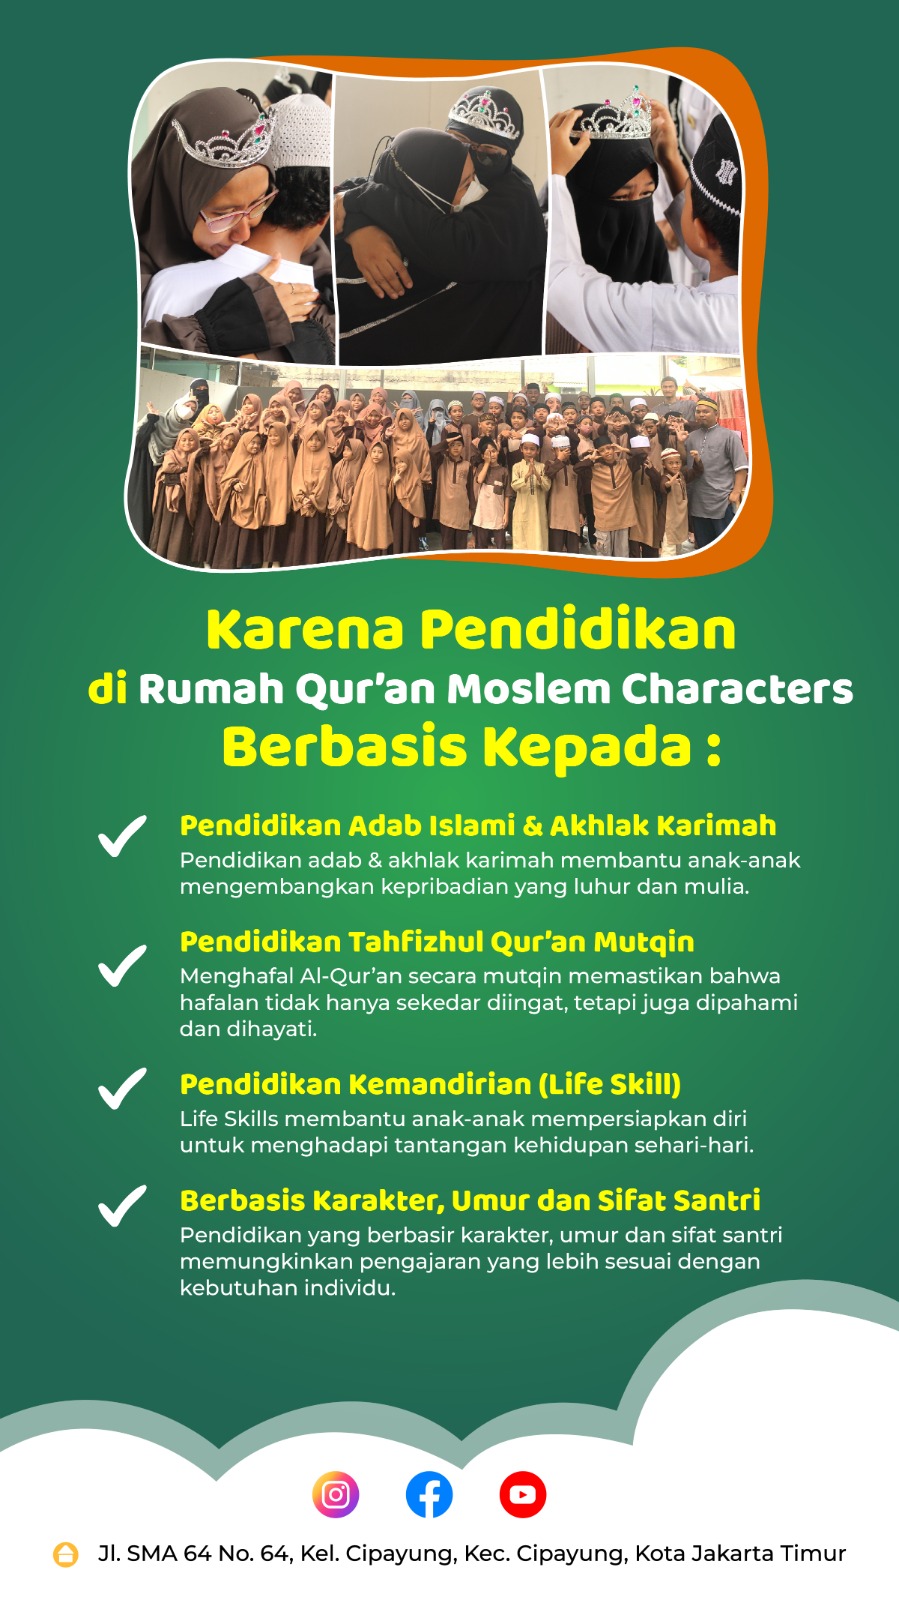 Karena Pendidikan
di Rumah Qur'an Moslem Characters
Berbasis Kepada :
Pendidikan Adab Islami & Akhlak Karimah
Pendidikan adab & akhlak karimah membantu anak-anak
mengembangkan kepribadian yang luhur dan mulia.
Pendidikan Tahfizhul Qur'an Mutqin
Menghafal Al-Qur'an secara mutqin memastikan bahwa
hafalan tidak hanya sekedar diingat, tetapi juga dipahami
dan dihayati.
Pendidikan Kemandirian (Life Skill)
Life Skills membantu anak-anak mempersiapkan diri
untuk menghadapi tantangan kehidupan sehari-hari.
Berbasis Karakter, Umur dan Sifat Santri
Pendidikan yang berbasir karakter, umur dan sifat santri
memungkinkan pengajaran yang lebih sesuai dengan
kebutuhan individu.
Jl. SMA 64 No. 64, Kel. Cipayung, Kec. Cipayung, Kota Jakarta Timur